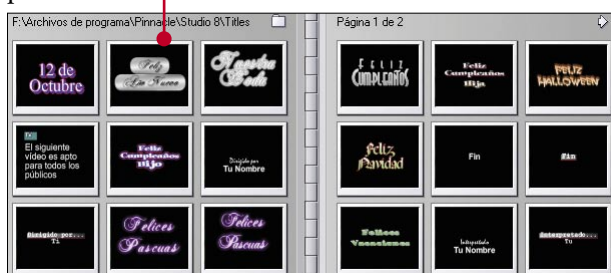 F:\Archivos de programa\Pinnacle\Studio 8\Titles
12 de
Octubre
Feliz
Año Nuevo
Nuestra
Boda
El siguiente
vídeo es apto
para todos los
públicos
Feliz
Cumpleaños
Hijo
Dirigido por
Tu Nombre
Dirigido por...
Ti
Felices
Pascuas
Felices
Pascuas
Página 1 de 2
Feliz
Cumpleaños
Feliz
Cumpleaños
Hija
FELIZ
HALLOWEEN
Feliz
Navidad
Fin
Fin
Felices
Vacaciones
Interpretado
Tu Nombre
Interpretado...
Tu